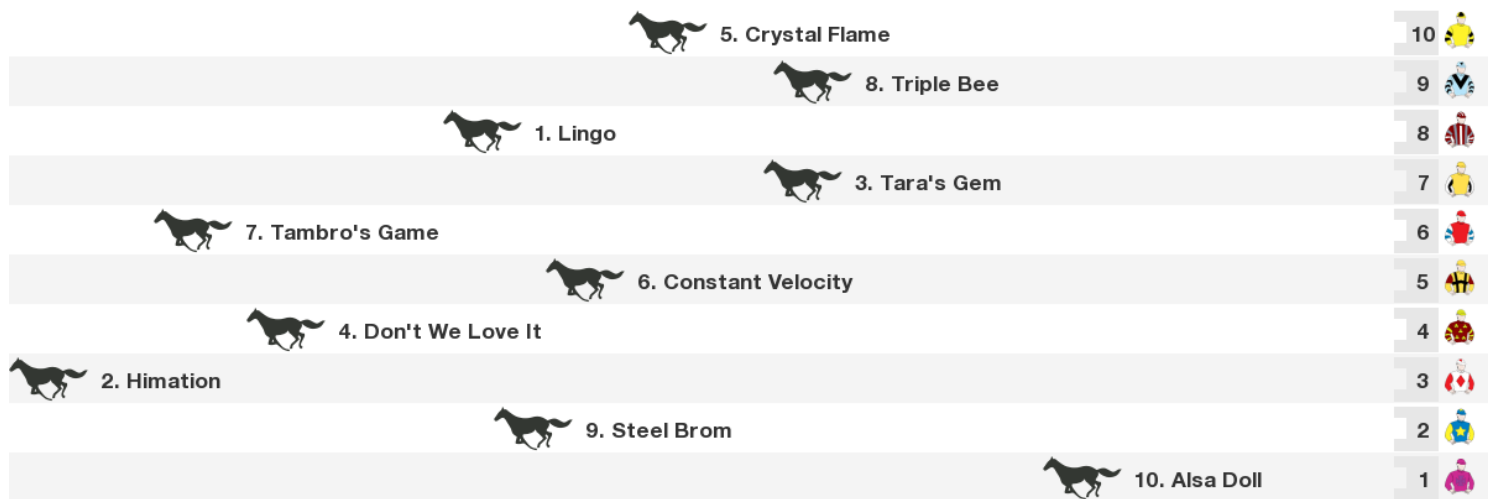 5. Crystal Flame 10
8. Triple Bee 9
1. Lingo 8
3. Tara's Gem 7
7. Tambro's Game 6
6. Constant Velocity 5
4. Don't We Love It 4
2. Himation 3
9. Steel Brom 2
10. Alsa Doll 1